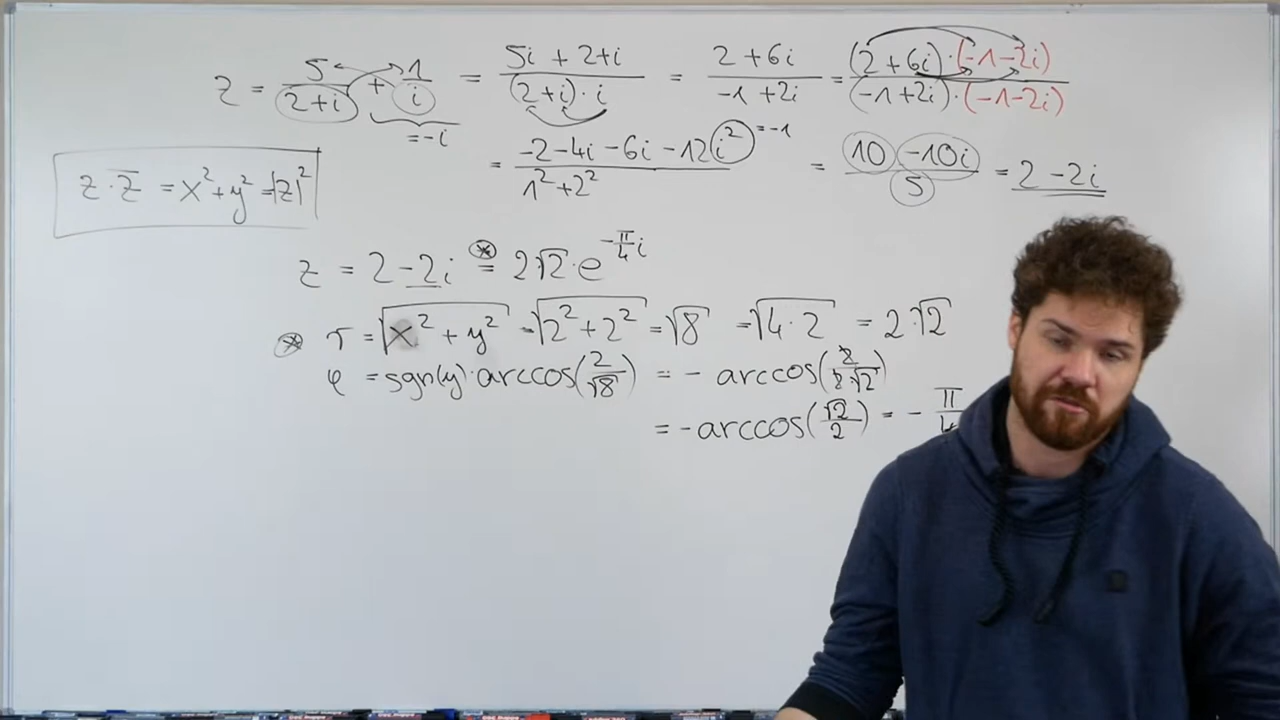 z = 5/(2+i) + 1/i = (5i + 2+i)/((2+i)·i) = (2+6i)/(-1+2i) = ((2+6i)·(-1-2i))/((-1+2i)·(-1-2i))
= -i
= (-2-4i-6i-12i²)/(1²+2²) = (10-10i)/5 = 2-2i
= -1
z·z̅ = x²+y² = |z|²
z = 2-2i ⊛= 2√2·e^(-π/4 i)
⊛ r = √(x²+y²) = √(2²+2²) = √8 = √(4·2) = 2·√2
φ = sgn(y)·arccos(2/√8) = - arccos(2/(2·√2))
= -arccos(√2/2) = - π/4